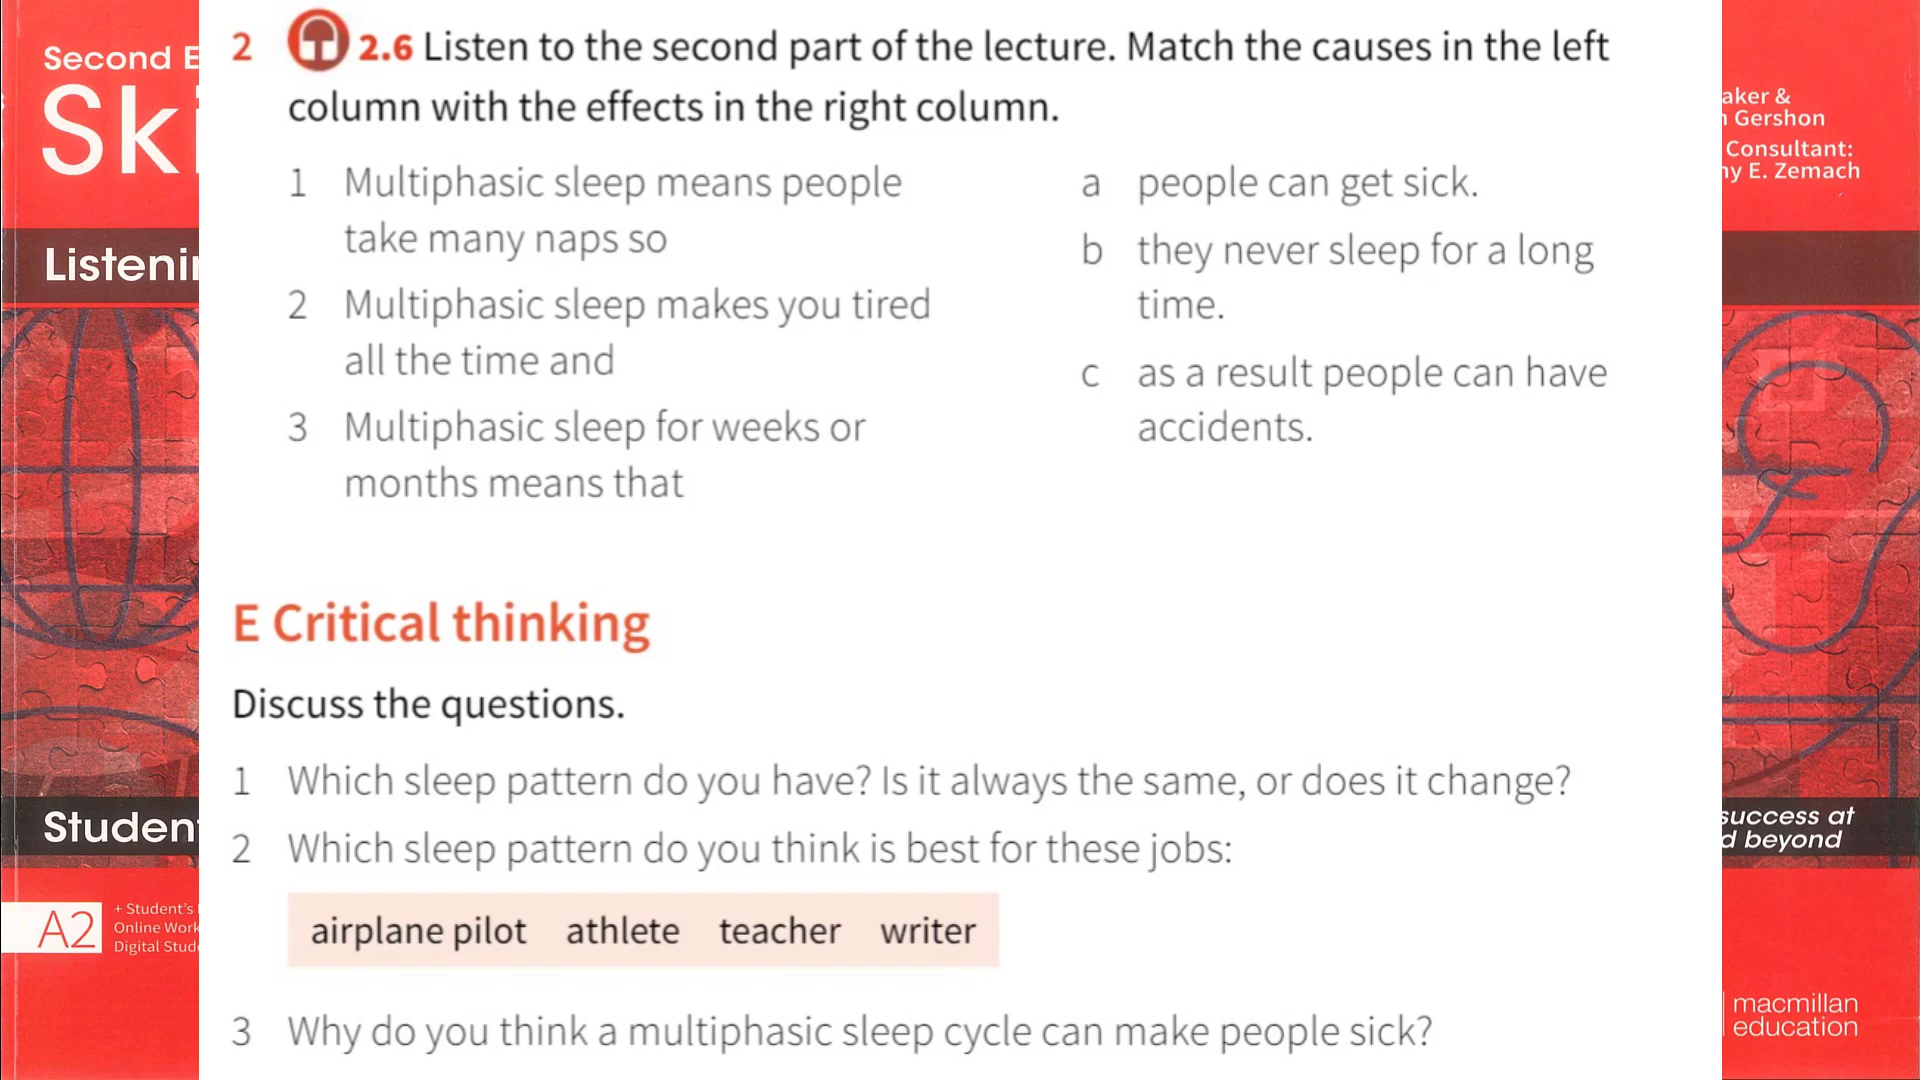 Second E
Ski
Listeni
Student
A2
+ Student's
Online Work
Digital Stude
2 2.6 Listen to the second part of the lecture. Match the causes in the left
column with the effects in the right column.
1 Multiphasic sleep means people
take many naps so
2 Multiphasic sleep makes you tired
all the time and
3 Multiphasic sleep for weeks or
months means that
a people can get sick.
b they never sleep for a long
time.
c as a result people can have
accidents.
E Critical thinking
Discuss the questions.
1 Which sleep pattern do you have? Is it always the same, or does it change?
2 Which sleep pattern do you think is best for these jobs:
airplane pilot athlete teacher writer
3 Why do you think a multiphasic sleep cycle can make people sick?
aker &
Gershon
Consultant:
ny E. Zemach
success at
d beyond
macmillan
education